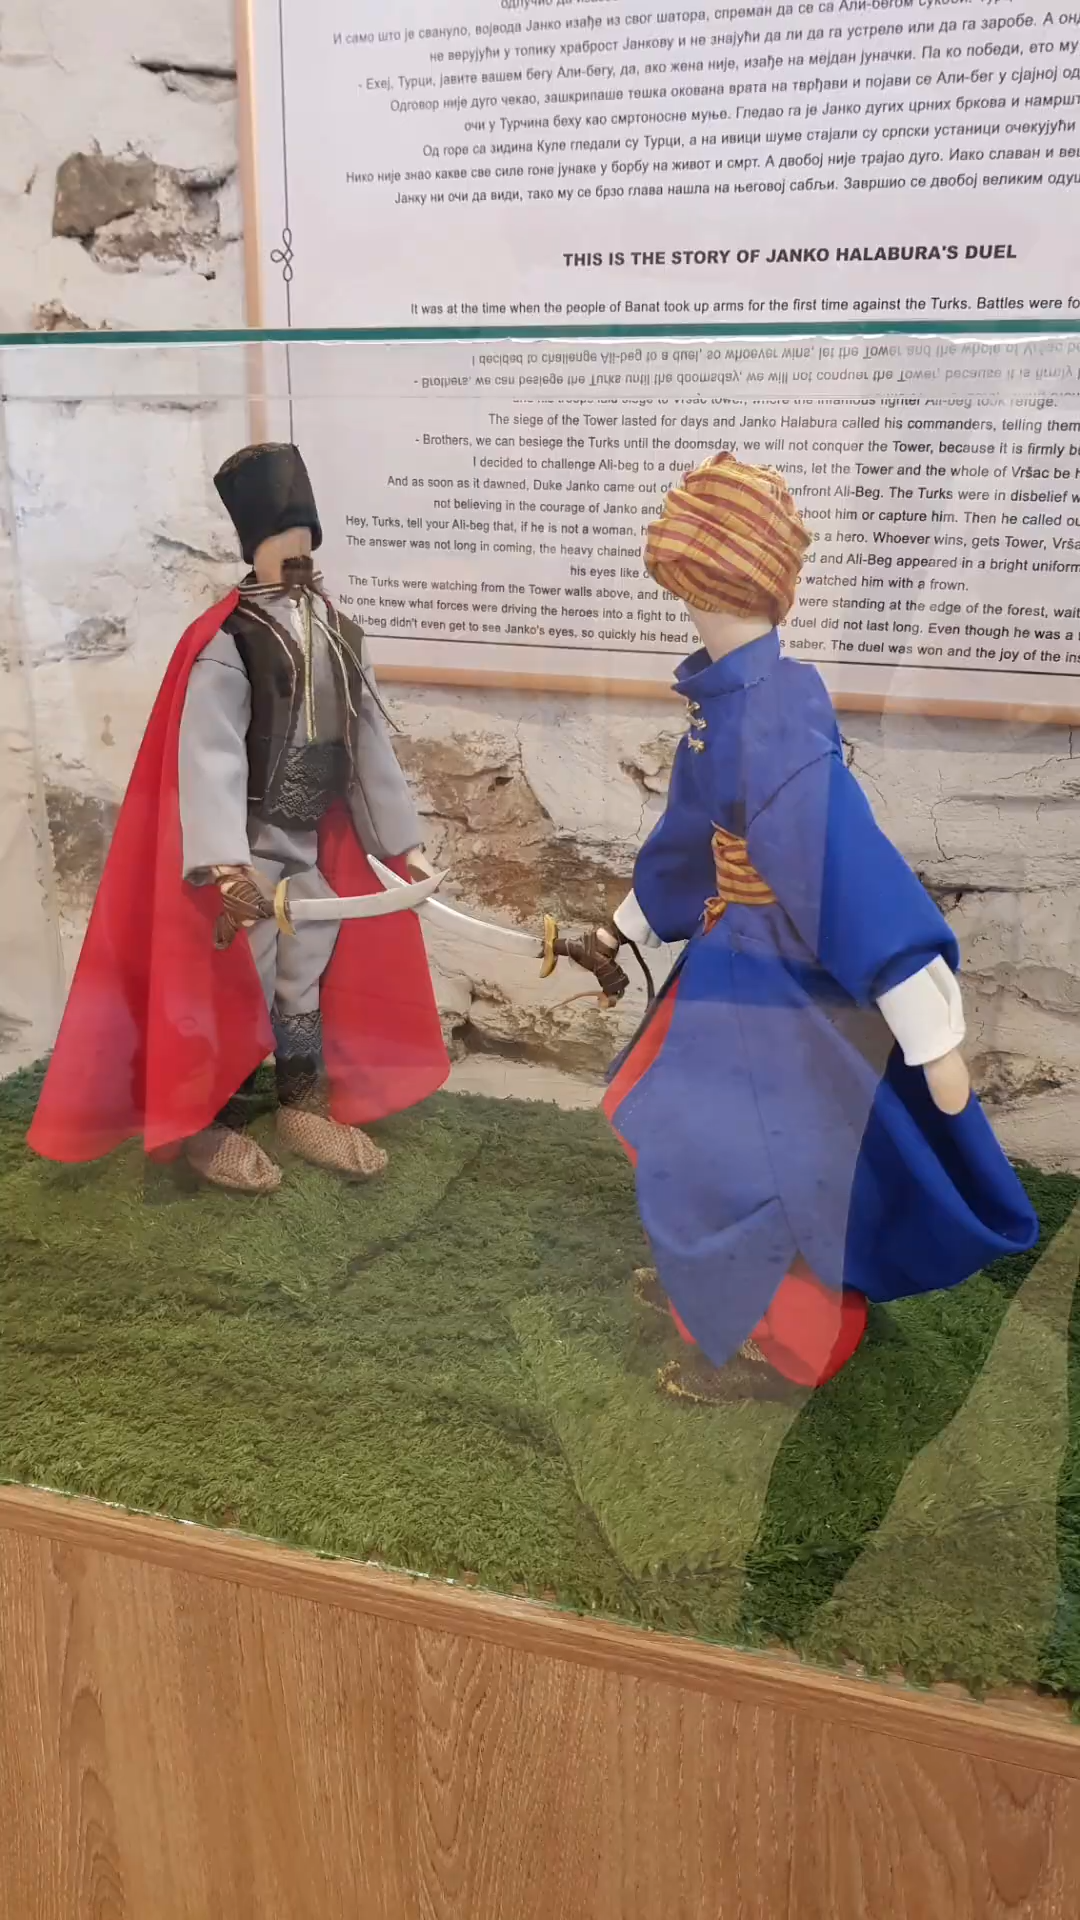 И само што је свануло, војвода Јанко изађе из свог шатора, спреман да се са Али-бегом
не верујући у толику храброст Јанкову и не знајући да ли да га устреле или да га заробе. А онд
- Ехеј, Турци, јавите вашем бегу Али-бегу, да, ако жена није, изађе на мејдан јуначки. Па ко победи, ето му
Одговор није дуго чекао, зашкрипаше тешка окована врата на тврђави и појави се Али-бег у сјајној од
очи у Турчина беху као смртоносне муње. Гледао га је Јанко дугих црних бркова и намршт
Од горе са зидина Куле гледали су Турци, а на ивици шуме стајали су српски устаници очекујући
Нико није знао какве све силе гоне јунаке у борбу на живот и смрт. А двобој није трајао дуго. Иако славан и ве
Јанку ни очи да види, тако му се брзо глава нашла на његовој сабљи. Завршио се двобој великим одуш
THIS IS THE STORY OF JANKO HALABURA'S DUEL
It was at the time when the people of Banat took up arms for the first time against the Turks. Battles were fo
The siege of the Tower lasted for days and Janko Halabura called his commanders, telling them
- Brothers, we can besiege the Turks until the doomsday, we will not conquer the Tower, because it is firmly b
I decided to challenge Ali-beg to a duel wins, let the Tower and the whole of Vršac be
And as soon as it dawned, Duke Janko came out of confront Ali-Beg. The Turks were in disbelief
not believing in the courage of Janko and shoot him or capture him. Then he called
Hey, Turks, tell your Ali-beg that, if he is not a woman, a hero. Whoever wins, gets Tower,
The answer was not long in coming, the heavy chained and Ali-Beg appeared in a bright uniform
his eyes like watched him with a frown.
The Turks were watching from the Tower walls above, and the were standing at the edge of the forest,
No one knew what forces were driving the heroes into a fight to duel did not last long. Even though he was a
Ali-beg didn't even get to see Janko's eyes, so quickly his head saber. The duel was won and the joy of the